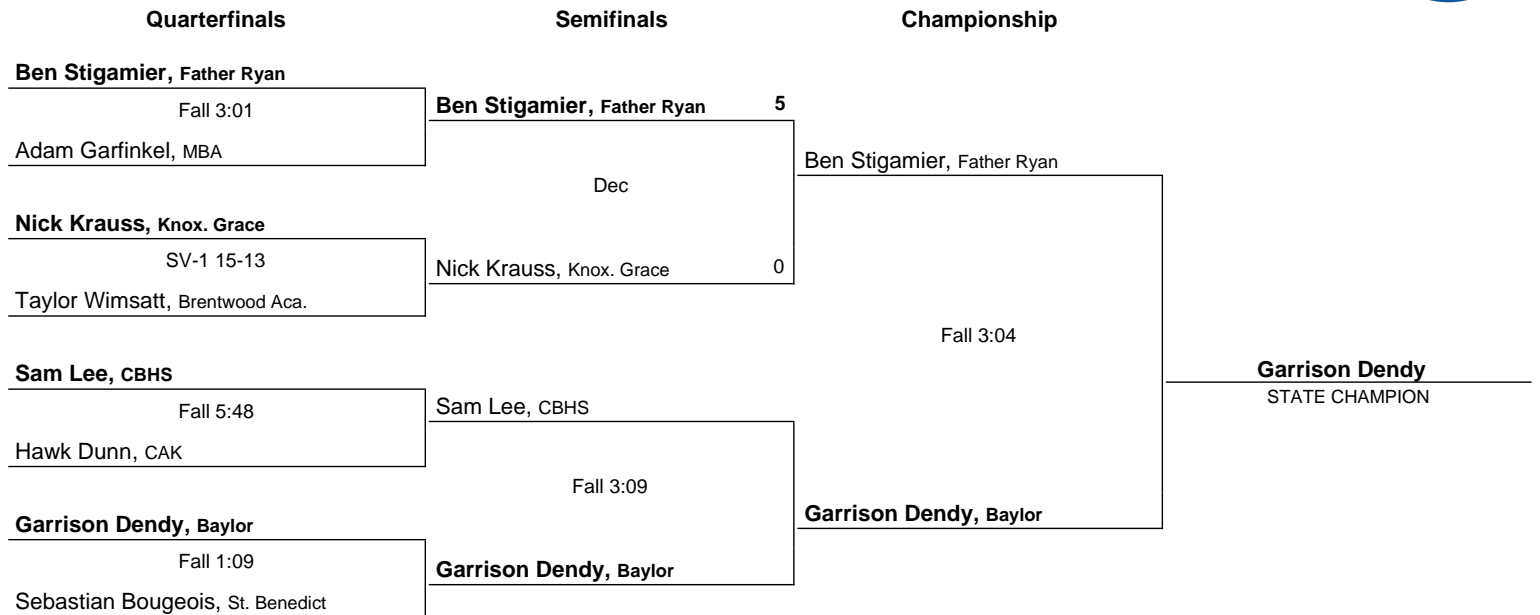 Quarterfinals Semifinals Championship
Ben Stigamier, Father Ryan
Fall 3:01
Adam Garfinkel, MBA
Nick Krauss, Knox. Grace
SV-1 15-13
Taylor Wimsatt, Brentwood Aca.
Sam Lee, CBHS
Fall 5:48
Hawk Dunn, CAK
Garrison Dendy, Baylor
Fall 1:09
Sebastian Bougeois, St. Benedict
Ben Stigamier, Father Ryan 5
Dec
Nick Krauss, Knox. Grace 0
Sam Lee, CBHS
Fall 3:09
Garrison Dendy, Baylor
Ben Stigamier, Father Ryan
Fall 3:04
Garrison Dendy, Baylor
Garrison Dendy
STATE CHAMPION